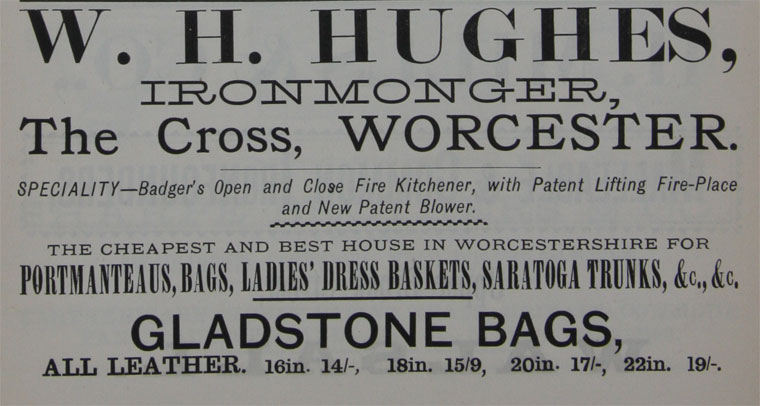 W. H. HUGHES,
IRONMONGER,
The Cross, WORCESTER.
SPECIALITY—Badger's Open and Close Fire Kitchener, with Patent Lifting Fire-Place
and New Patent Blower.
THE CHEAPEST AND BEST HOUSE IN WORCESTERSHIRE FOR
PORTMANTEAUS, BAGS, LADIES' DRESS BASKETS, SARATOGA TRUNKS, &c., &c.
GLADSTONE BAGS,
ALL LEATHER. 16in. 14/-, 18in. 15/9, 20in. 17/-, 22in. 19/-.